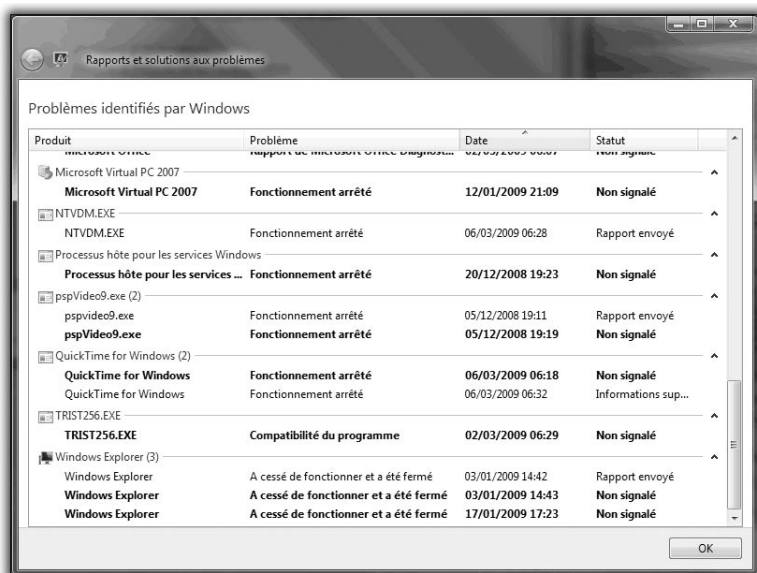 Rapports et solutions aux problèmes
Problèmes identifiés par Windows
Produit Problème Date Statut
Microsoft Office Rapport de Microsoft Office Diagnost... Non signalé
Microsoft Virtual PC 2007
Microsoft Virtual PC 2007 Fonctionnement arrêté 12/01/2009 21:09 Non signalé
NTVDM.EXE
NTVDM.EXE Fonctionnement arrêté 06/03/2009 06:28 Rapport envoyé
Processus hôte pour les services Windows
Processus hôte pour les services ... Fonctionnement arrêté 20/12/2008 19:23 Non signalé
pspVideo9.exe (2)
pspvideo9.exe Fonctionnement arrêté 05/12/2008 19:11 Rapport envoyé
pspVideo9.exe Fonctionnement arrêté 05/12/2008 19:19 Non signalé
QuickTime for Windows (2)
QuickTime for Windows Fonctionnement arrêté 06/03/2009 06:18 Non signalé
QuickTime for Windows Fonctionnement arrêté 06/03/2009 06:32 Informations sup...
TRIST256.EXE
TRIST256.EXE Compatibilité du programme 02/03/2009 06:29 Non signalé
Windows Explorer (3)
Windows Explorer A cessé de fonctionner et a été fermé 03/01/2009 14:42 Rapport envoyé
Windows Explorer A cessé de fonctionner et a été fermé 03/01/2009 14:43 Non signalé
Windows Explorer A cessé de fonctionner et a été fermé 17/01/2009 17:23 Non signalé
OK